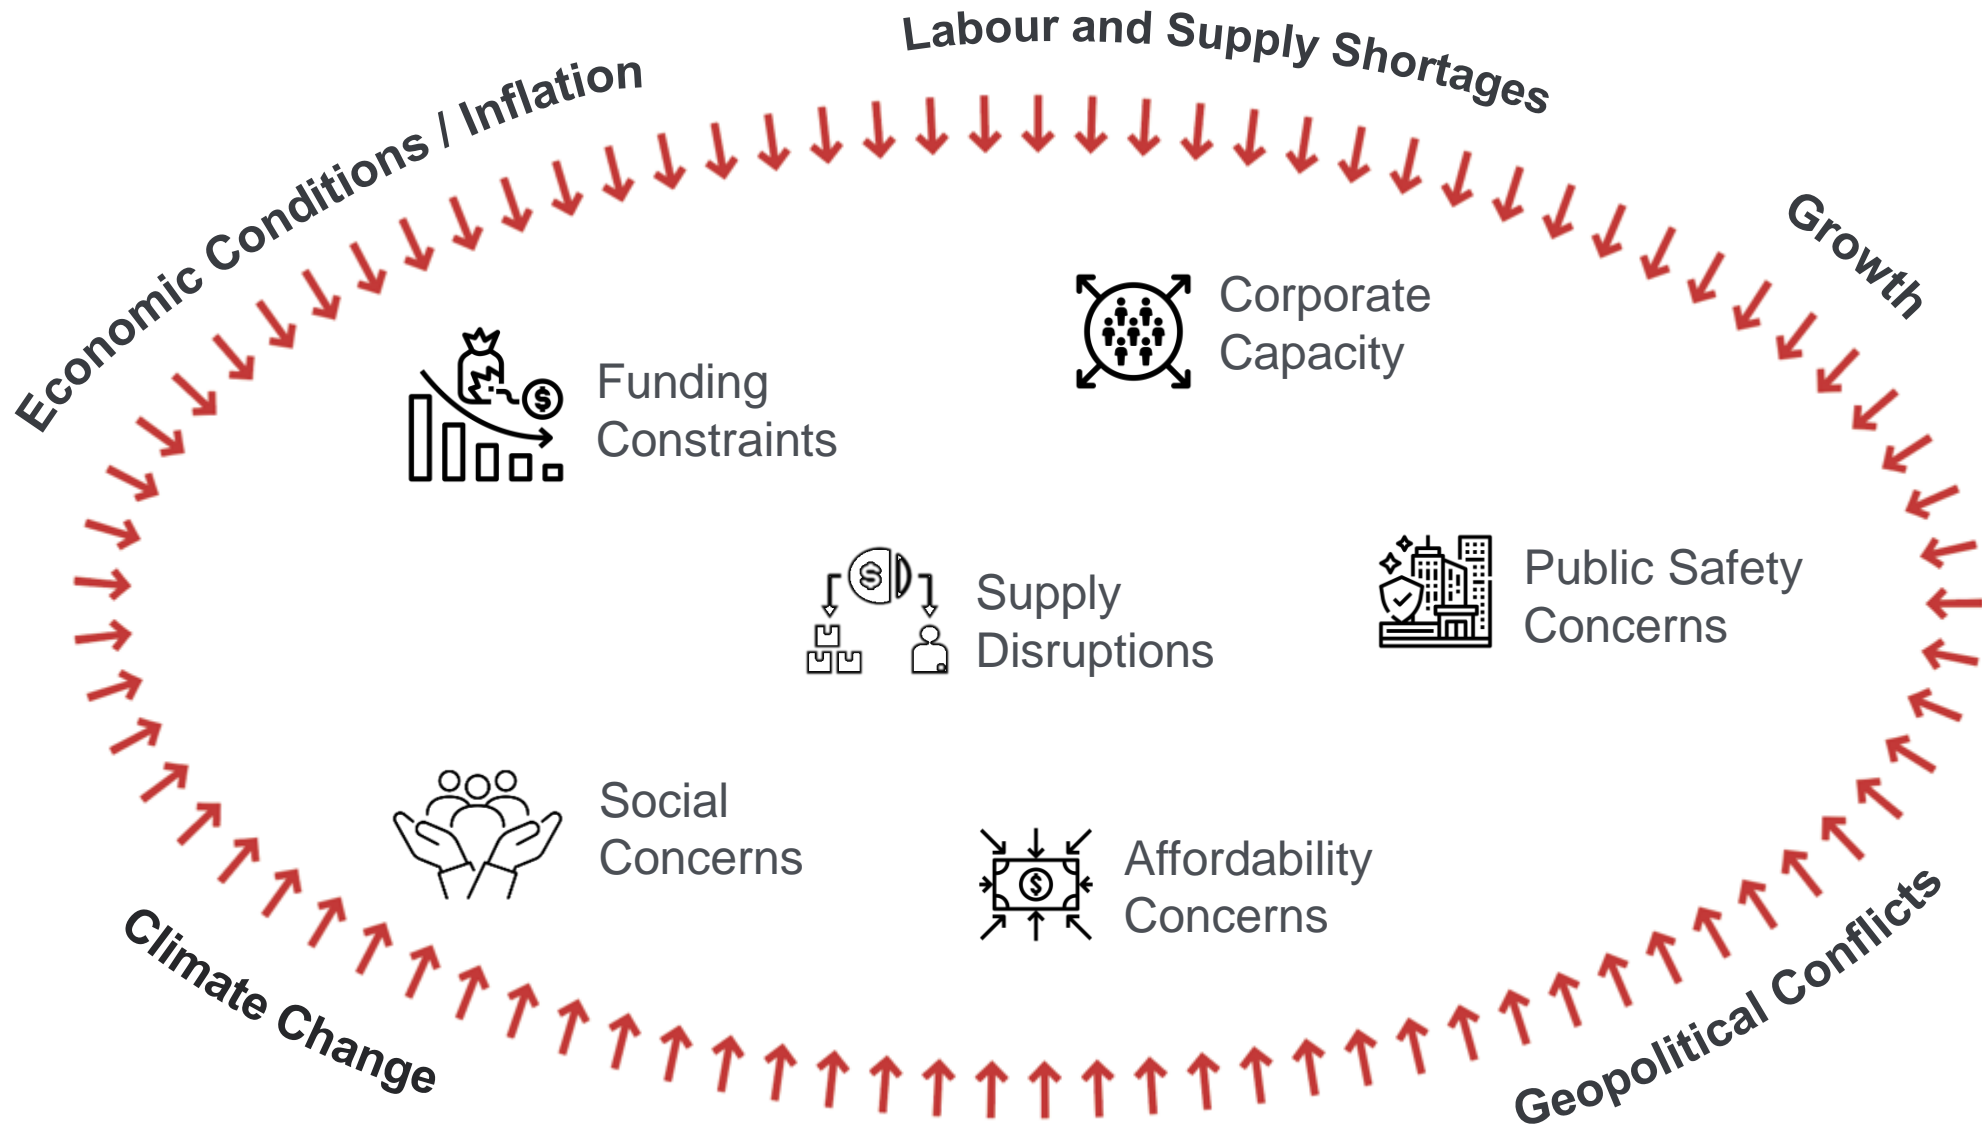 Labour and Supply Shortages
Economic Conditions / Inflation
Growth
Corporate
Capacity
Funding
Constraints
Public Safety
Concerns
Supply
Disruptions
Social
Concerns
Affordability
Concerns
Climate Change
Geopolitical Conflicts